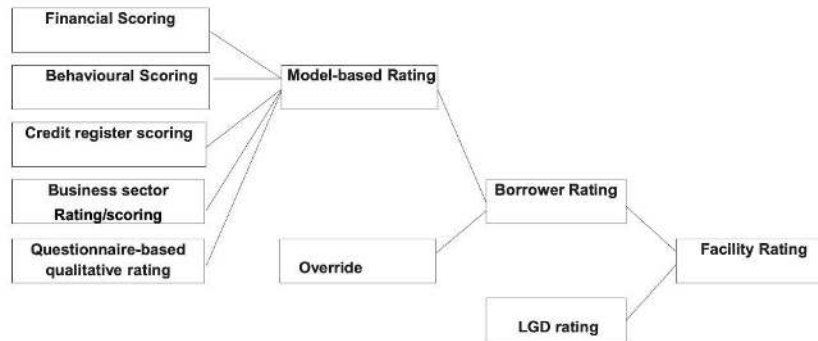 Financial Scoring
Behavioural Scoring
Model-based Rating
Credit register scoring
Business sector
Rating/scoring
Borrower Rating
Questionnaire-based
qualitative rating
Override
Facility Rating
LGD rating